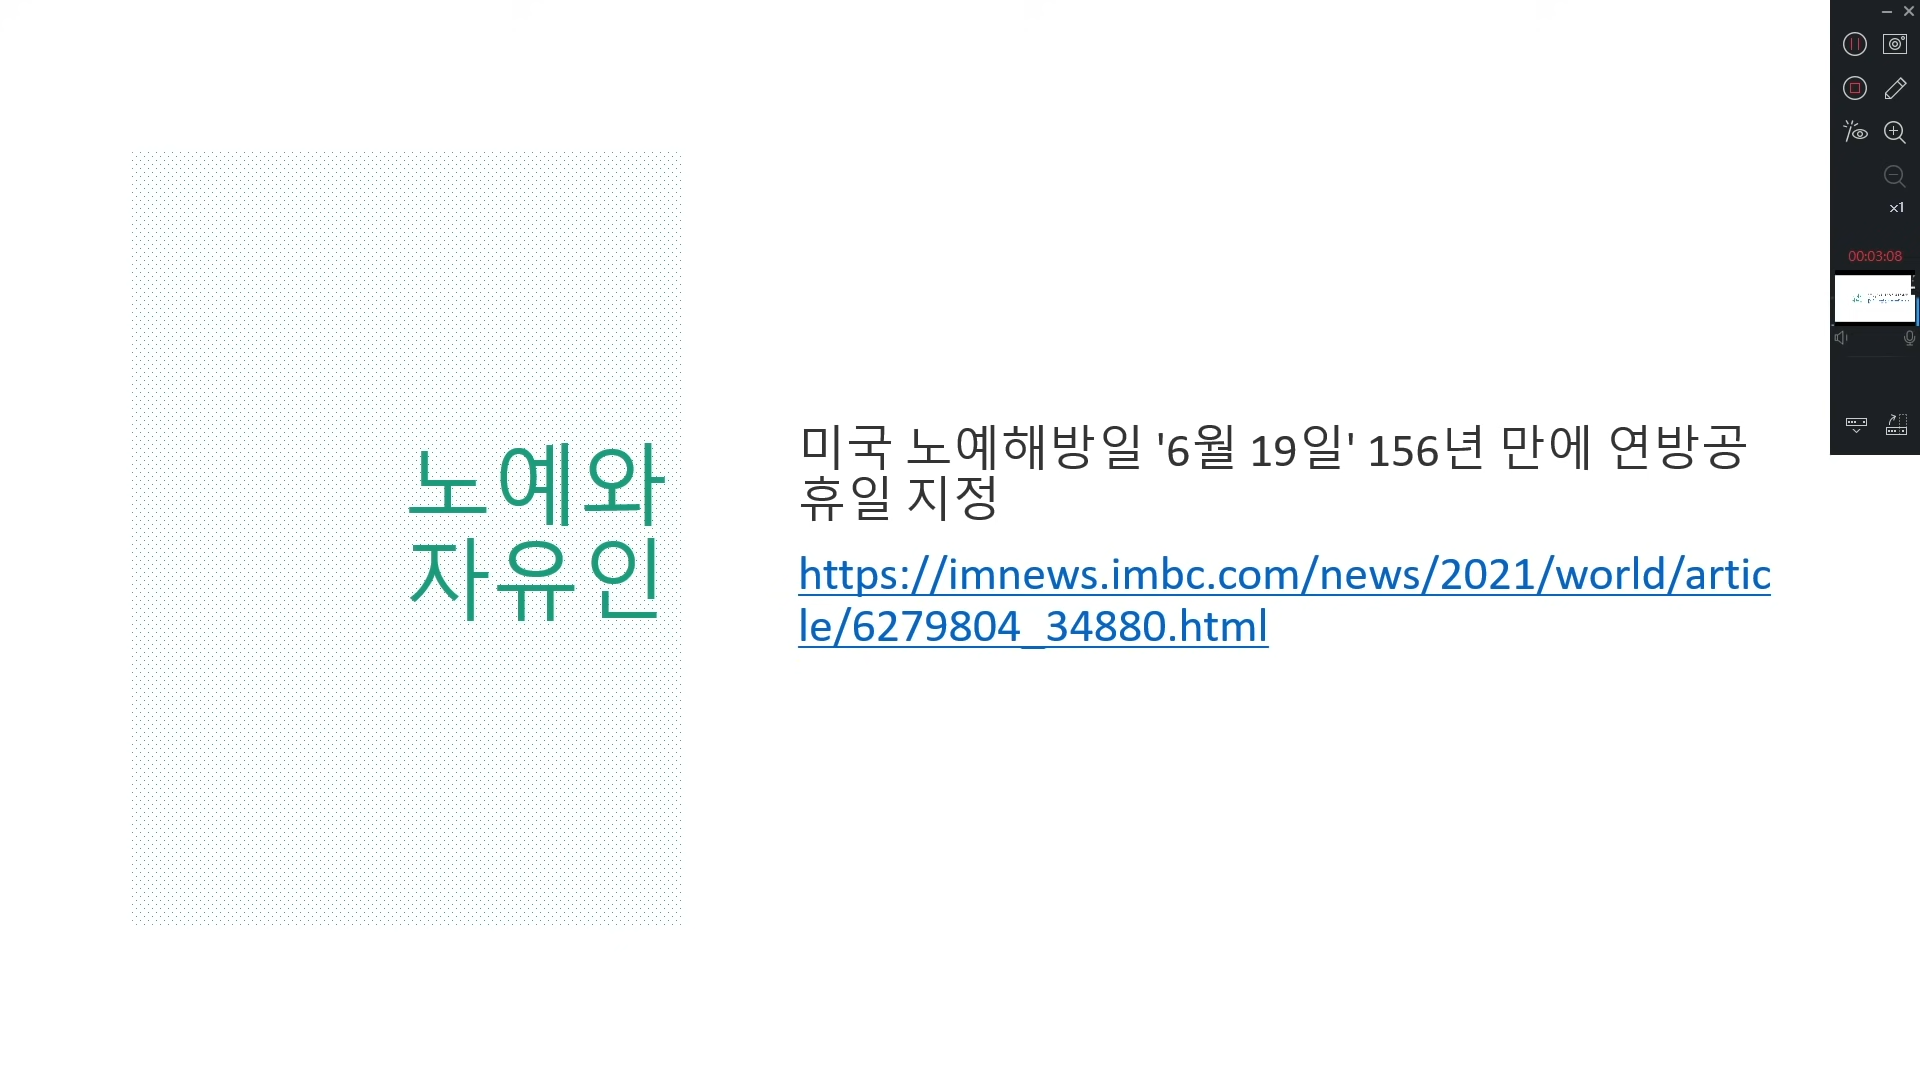 노예와
자유인
미국 노예해방일 '6월 19일' 156년 만에 연방공
휴일 지정
https://imnews.imbc.com/news/2021/world/artic
le/6279804_34880.html
x1
00:03:08